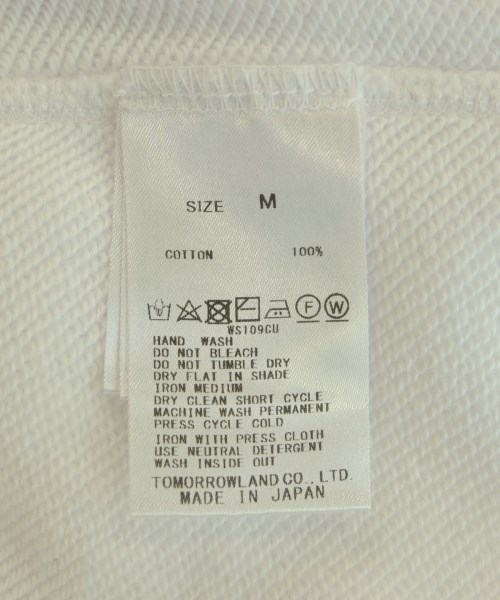 SIZE M
COTTON 100%
F W
WS109CU
HAND WASH
DO NOT BLEACH
DO NOT TUMBLE DRY
DRY FLAT IN SHADE
IRON MEDIUM
DRY CLEAN SHORT CYCLE
MACHINE WASH PERMANENT
PRESS CYCLE COLD
IRON WITH PRESS CLOTH
USE NEUTRAL DETERGENT
WASH INSIDE OUT
TOMORROWLAND CO., LTD.
MADE IN JAPAN